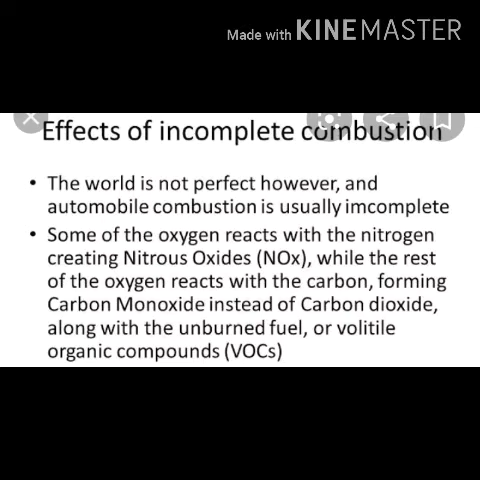 Made with KINEMASTER
Effects of incomplete combustion
• The world is not perfect however, and
automobile combustion is usually imcomplete
• Some of the oxygen reacts with the nitrogen
creating Nitrous Oxides (NOx), while the rest
of the oxygen reacts with the carbon, forming
Carbon Monoxide instead of Carbon dioxide,
along with the unburned fuel, or volitile
organic compounds (VOCs)